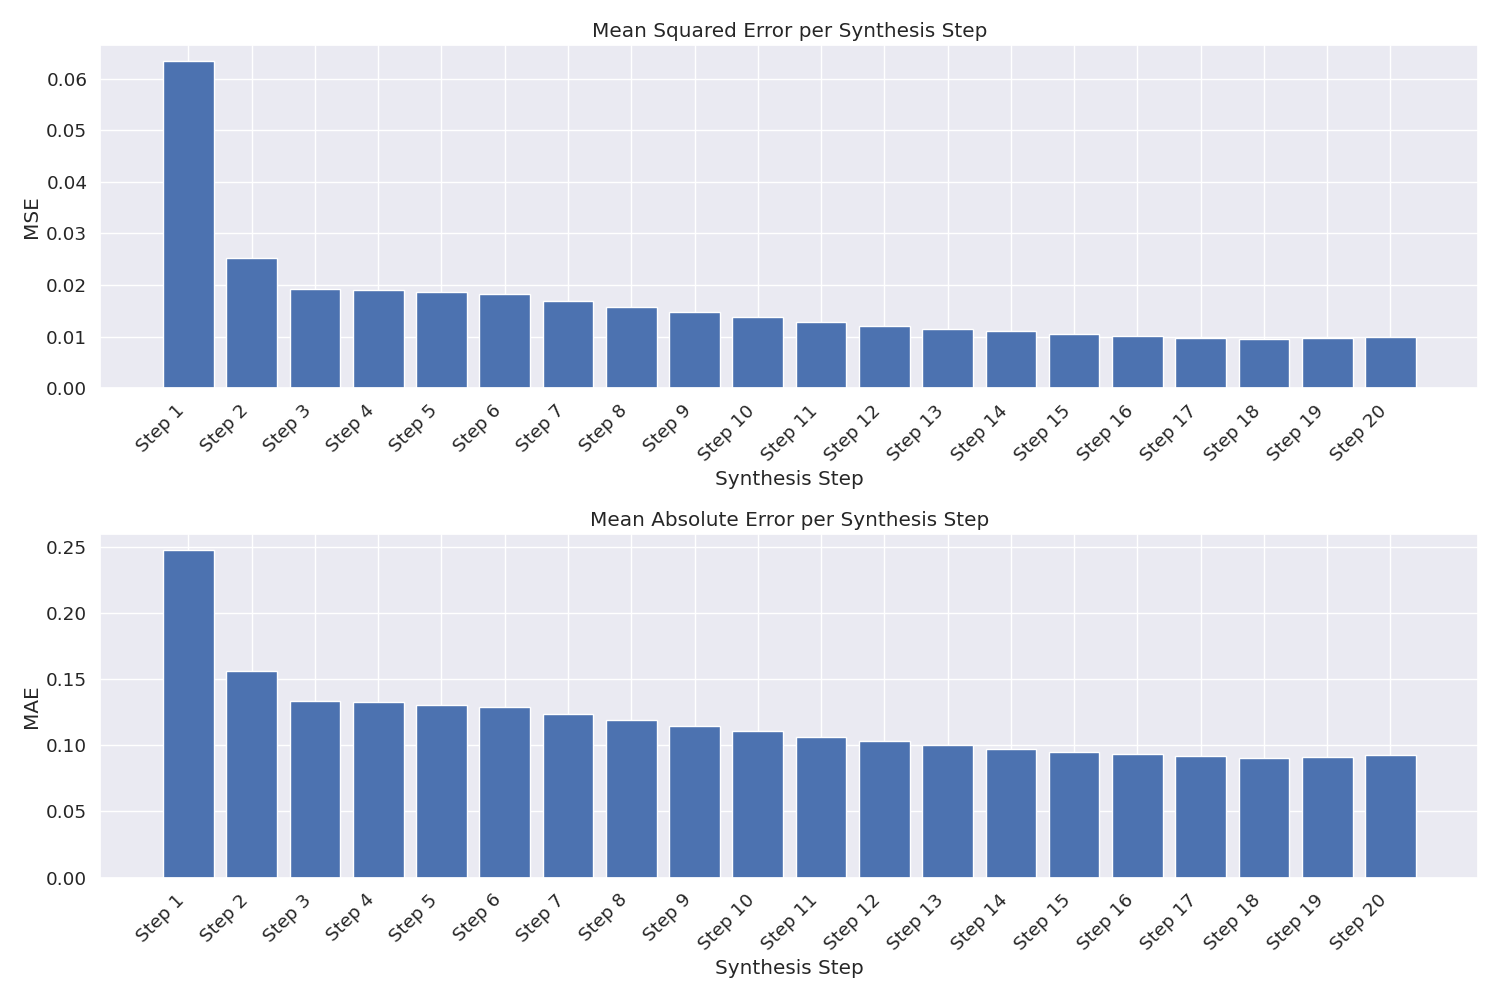 Mean Squared Error per Synthesis Step
MSE
0.06
0.05
0.04
0.03
0.02
0.01
0.00
Step 1
Step 2
Step 3
Step 4
Step 5
Step 6
Step 7
Step 8
Step 9
Step 10
Step 11
Step 12
Step 13
Step 14
Step 15
Step 16
Step 17
Step 18
Step 19
Step 20
Synthesis Step
Mean Absolute Error per Synthesis Step
MAE
0.25
0.20
0.15
0.10
0.05
0.00
Step 1
Step 2
Step 3
Step 4
Step 5
Step 6
Step 7
Step 8
Step 9
Step 10
Step 11
Step 12
Step 13
Step 14
Step 15
Step 16
Step 17
Step 18
Step 19
Step 20
Synthesis Step